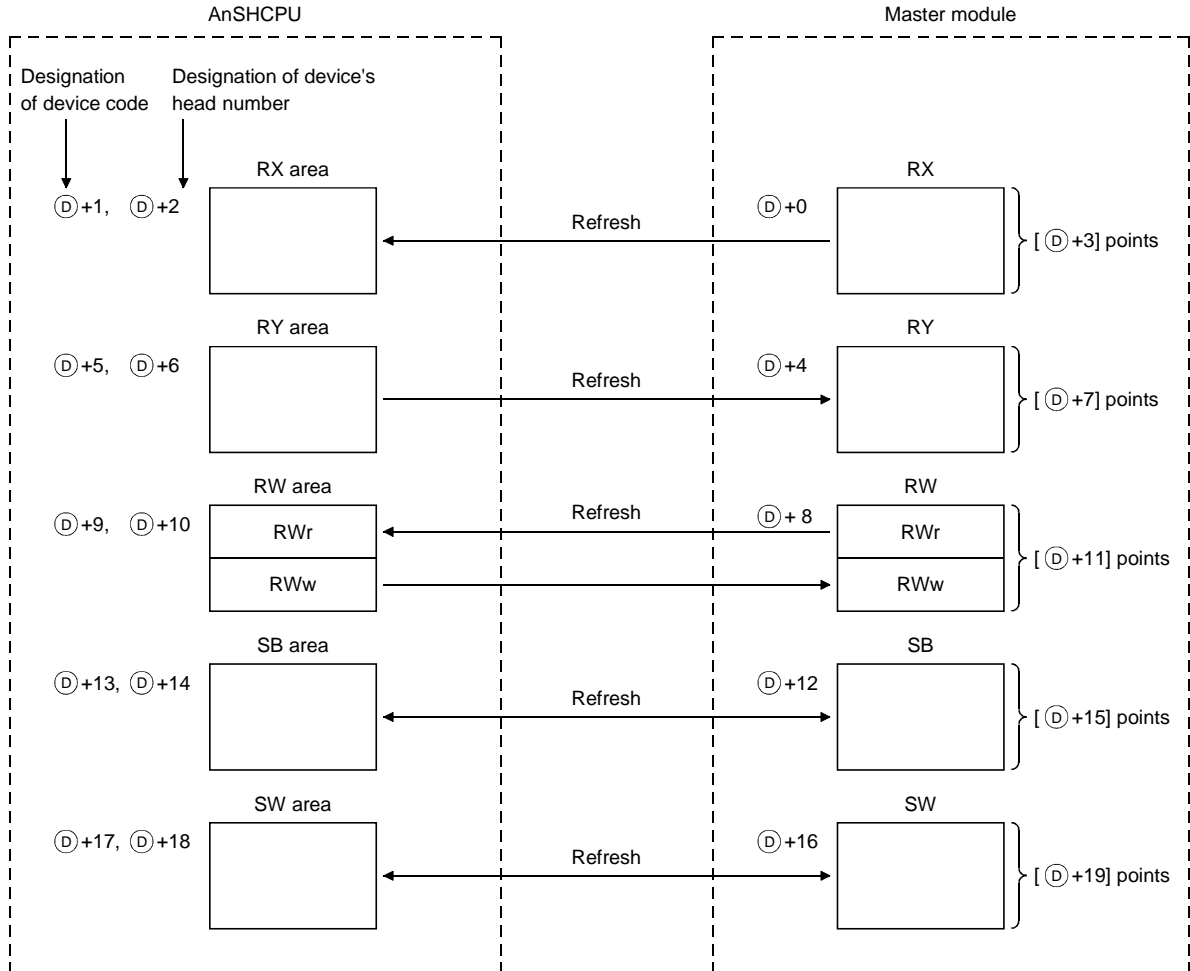 AnSHCPU
Master module
Designation of device code
Designation of device's head number
RX area
RX
Ⓓ+1, Ⓓ+2
Refresh
Ⓓ+0
[ Ⓓ+3] points
RY area
RY
Ⓓ+5, Ⓓ+6
Refresh
Ⓓ+4
[ Ⓓ+7] points
RW area
RW
Ⓓ+9, Ⓓ+10
RWr
RWw
Refresh
Ⓓ+ 8
RWr
RWw
[ Ⓓ+11] points
SB area
SB
Ⓓ+13, Ⓓ+14
Refresh
Ⓓ+12
[ Ⓓ+15] points
SW area
SW
Ⓓ+17, Ⓓ+18
Refresh
Ⓓ+16
[ Ⓓ+19] points